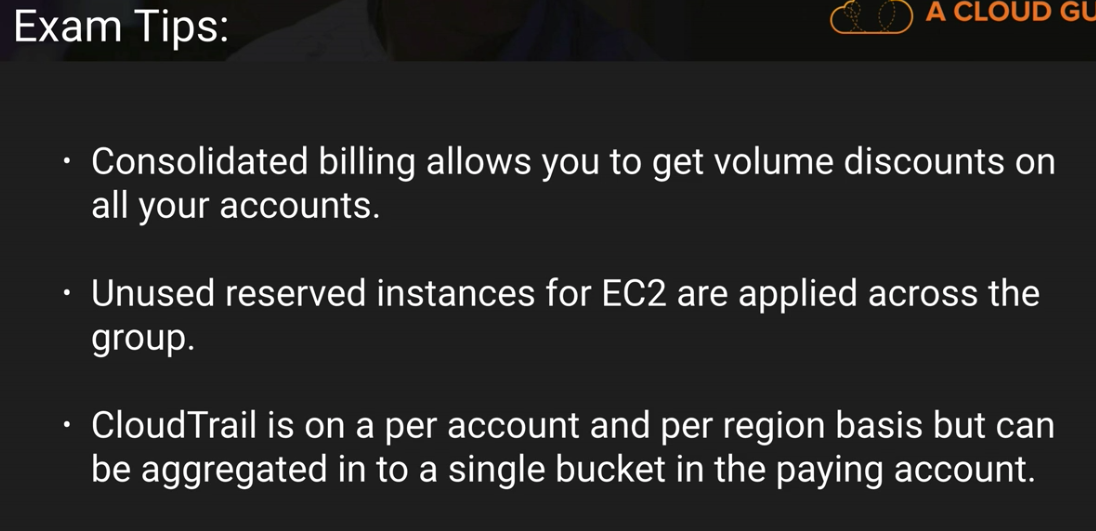 Exam Tips:
A CLOUD GU
· Consolidated billing allows you to get volume discounts on
all your accounts.
· Unused reserved instances for EC2 are applied across the
group.
· CloudTrail is on a per account and per region basis but can
be aggregated in to a single bucket in the paying account.